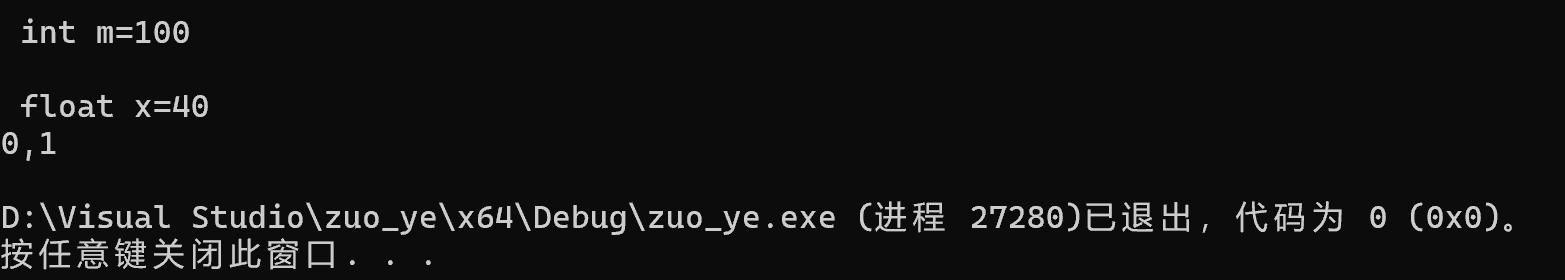 int m=100
float x=40
0,1
D:\Visual Studio\zuo_ye\x64\Debug\zuo_ye.exe (进程 27280)已退出，代码为 0 (0x0)。
按任意键关闭此窗口. . .